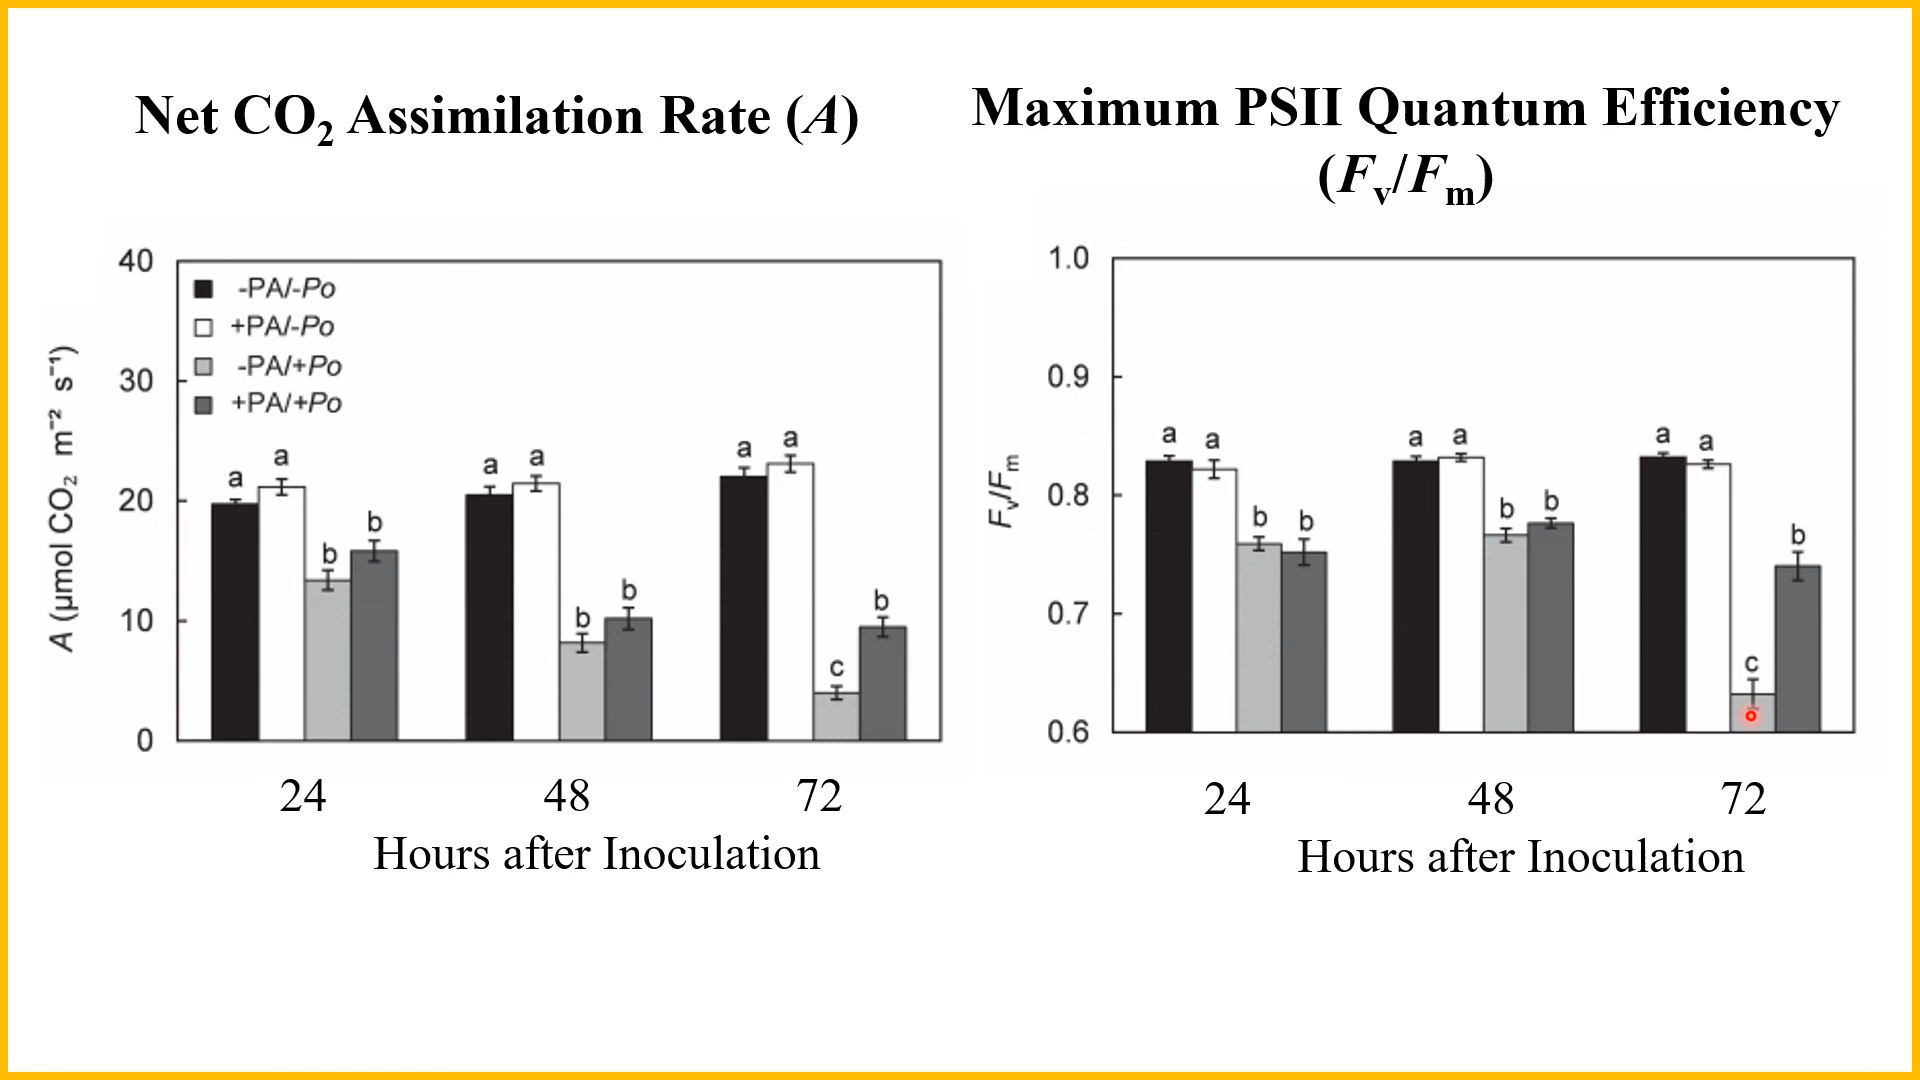 Net CO₂ Assimilation Rate (A)
40
30
20
10
0
A (µmol CO₂ m⁻² s⁻¹)
-PA/-Po
+PA/-Po
-PA/+Po
+PA/+Po
a
a
b
b
a
a
b
b
a
a
c
b
24 48 72
Hours after Inoculation
Maximum PSII Quantum Efficiency
(Fv/Fm)
1.0
0.9
0.8
0.7
0.6
Fv/Fm
a
a
b
b
a
a
b
b
a
a
c
b
24 48 72
Hours after Inoculation